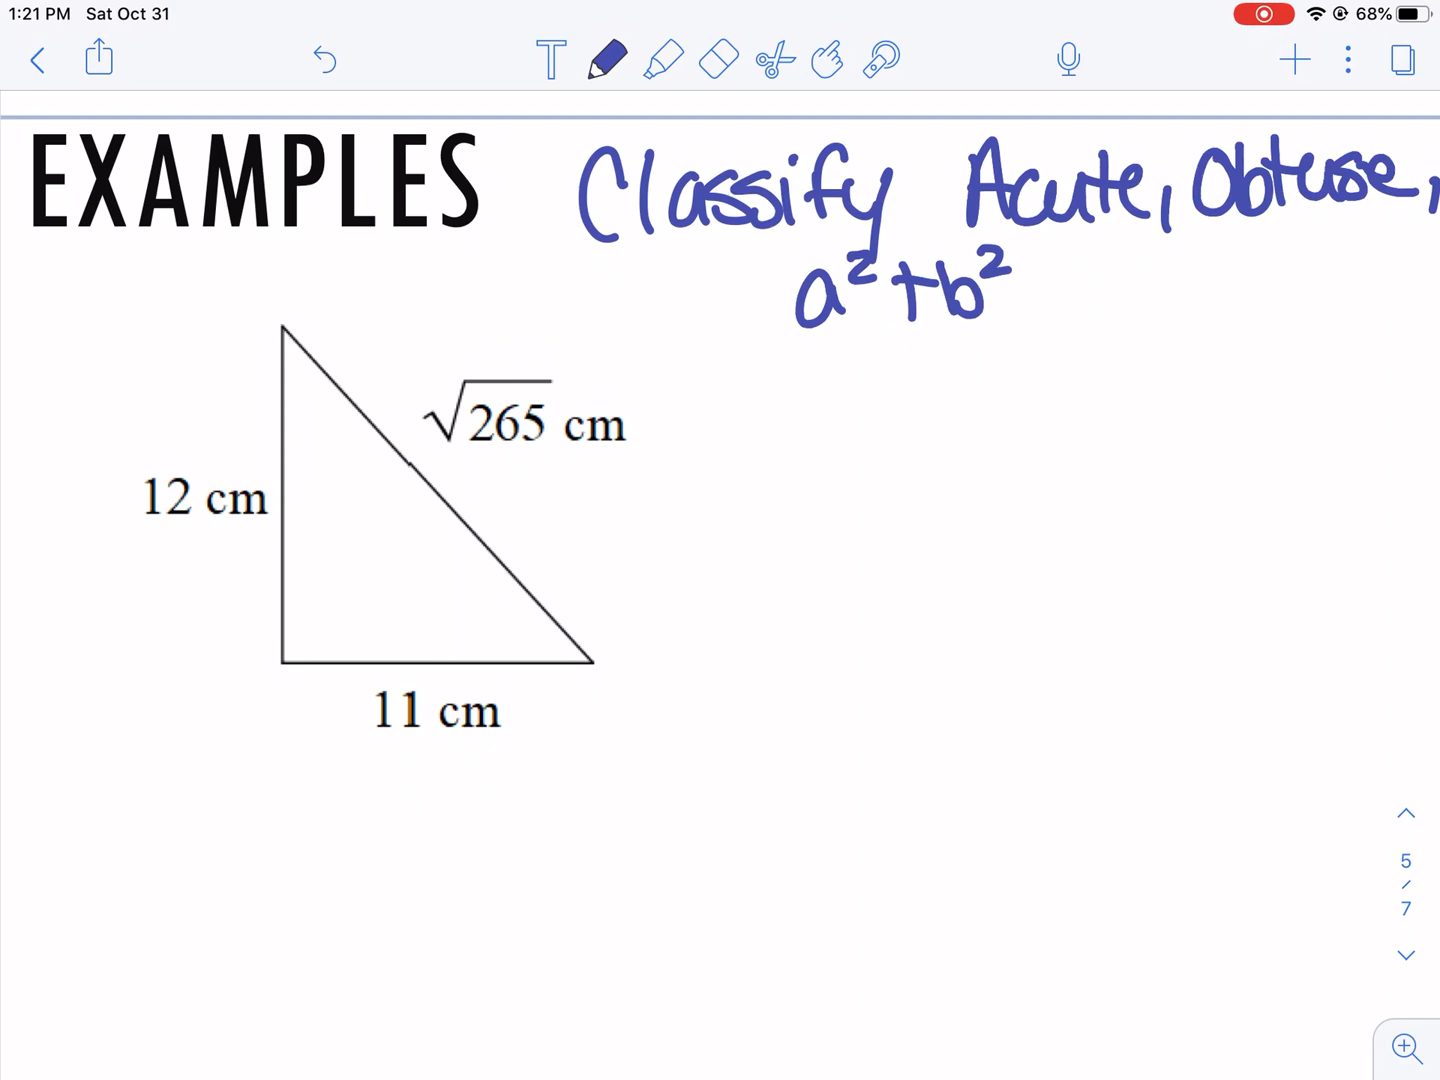 1:21 PM Sat Oct 31
68%
EXAMPLES Classify Acute, Obtuse,
a²+b²
√265 cm
12 cm
11 cm
5
/
7